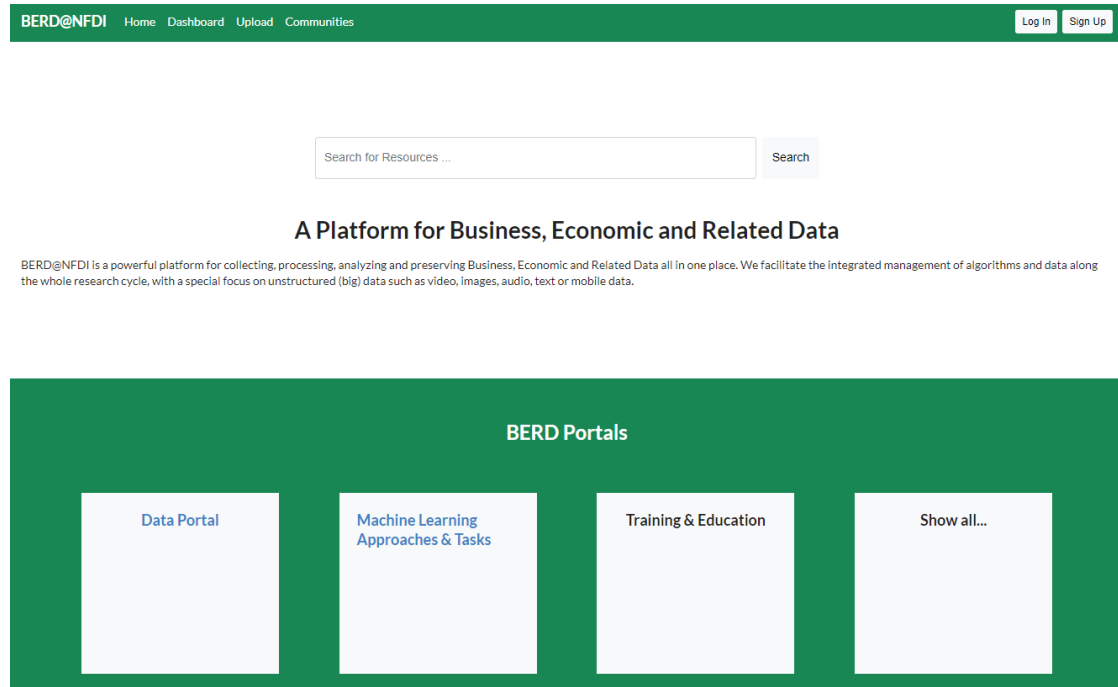 BERD@NFDI Home Dashboard Upload Communities Log In Sign Up
Search for Resources ... Search
A Platform for Business, Economic and Related Data
BERD@NFDI is a powerful platform for collecting, processing, analyzing and preserving Business, Economic and Related Data all in one place. We facilitate the integrated management of algorithms and data along
the whole research cycle, with a special focus on unstructured (big) data such as video, images, audio, text or mobile data.
BERD Portals
Data Portal
Machine Learning
Approaches & Tasks
Training & Education
Show all...